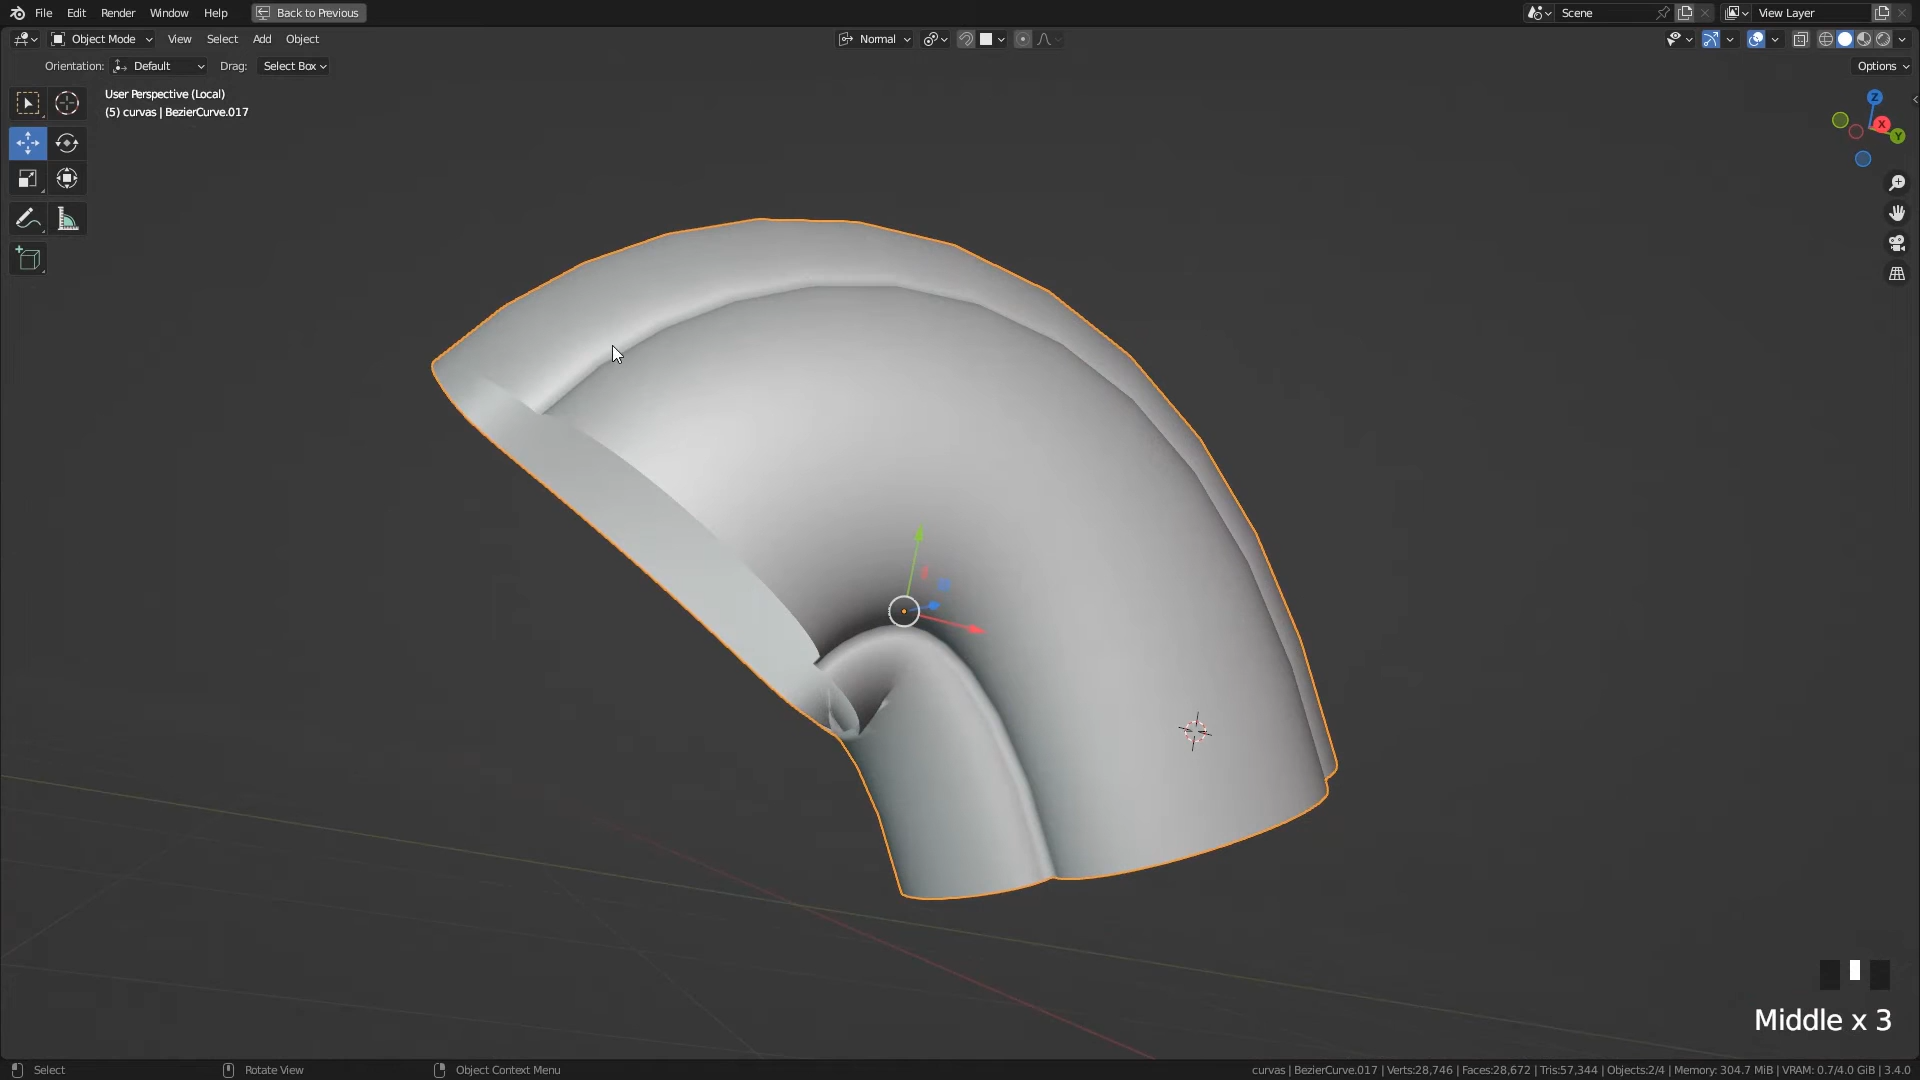 File Edit Render Window Help Back to Previous Scene View Layer
Object Mode View Select Add Object Normal
Orientation: Default Drag: Select Box Options
User Perspective (Local)
(5) curvas | BezierCurve.017
Z
X
Y
Middle x 3
Select Rotate View Object Context Menu curvas | BezierCurve.017 | Verts:28,746 | Faces:28,672 | Tris:57,344 | Objects:2/4 | Memory: 304.7 MiB | VRAM: 0.7/4.0 GiB | 3.4.0